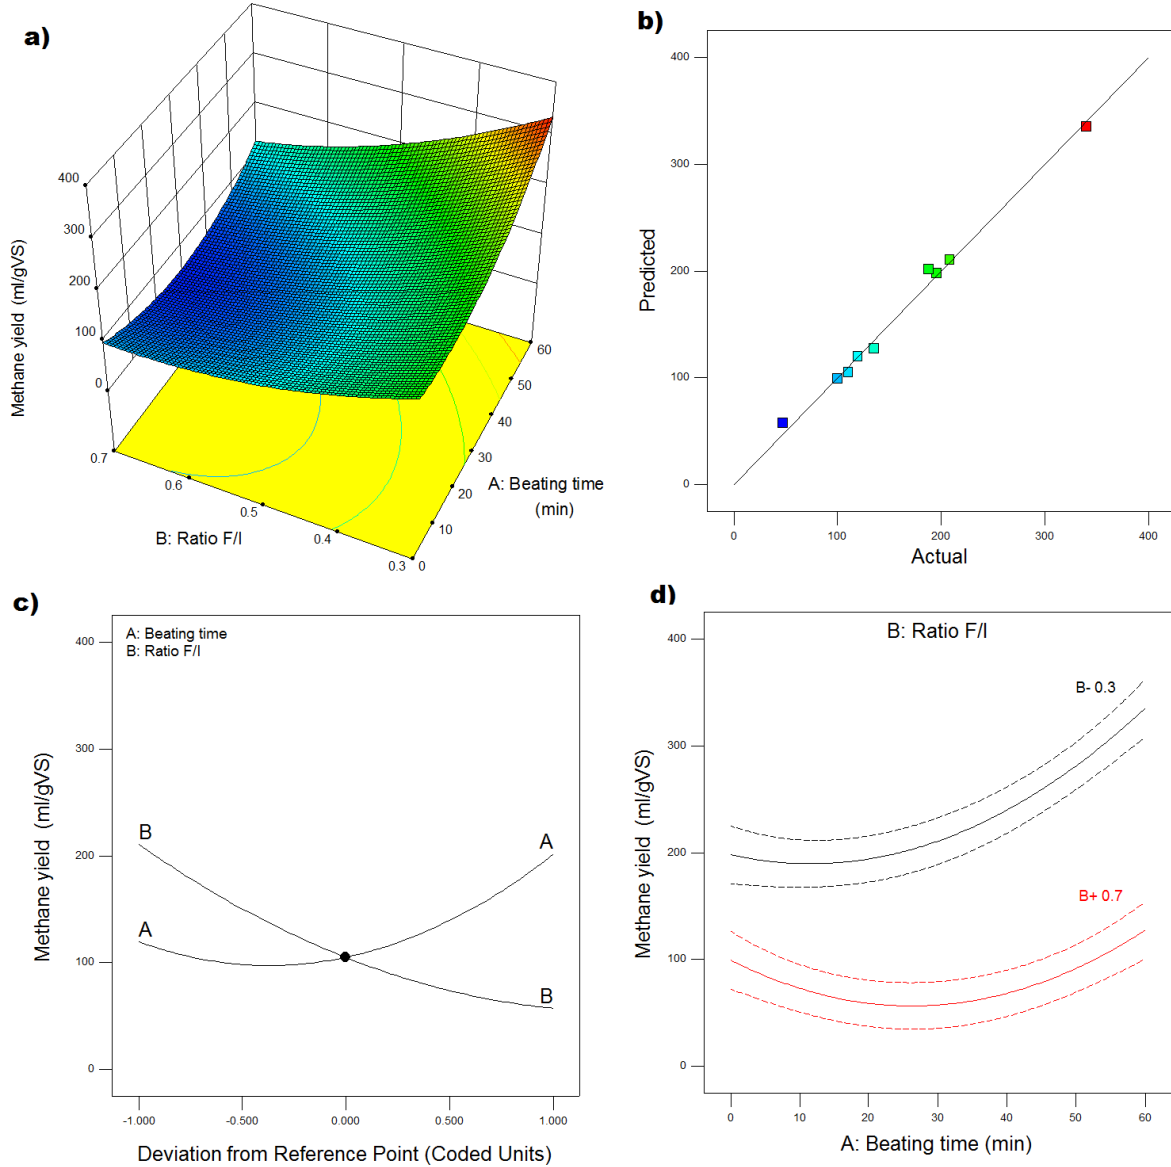 a)
400
300
200
100
0
Methane yield (ml/gVS)
0.7
0.6
0.5
0.4
0.3
B: Ratio F/I
0
10
20
30
40
50
60
A: Beating time
(min)
b)
400
300
200
100
0
Predicted
0
100
200
300
400
Actual
c)
A: Beating time
B: Ratio F/I
400
300
200
100
0
Methane yield (ml/gVS)
B
A
A
B
-1.000
-0.500
0.000
0.500
1.000
Deviation from Reference Point (Coded Units)
d)
B: Ratio F/I
400
300
200
100
0
Methane yield (ml/gVS)
B- 0.3
B+ 0.7
0
10
20
30
40
50
60
A: Beating time (min)